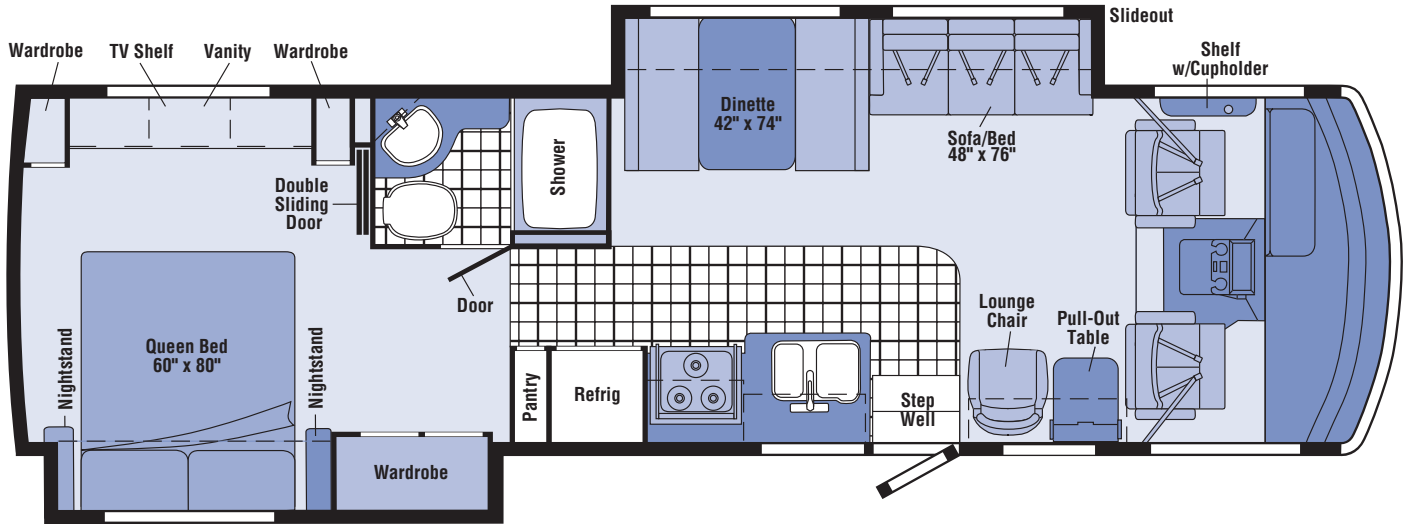 Slideout
Wardrobe
TV Shelf
Vanity
Wardrobe
Shelf
w/Cupholder
Dinette
42" x 74"
Sofa/Bed
48" x 76"
Shower
Double
Sliding
Door
Door
Lounge
Chair
Pull-Out
Table
Queen Bed
60" x 80"
Nightstand
Nightstand
Pantry
Refrig
Step
Well
Wardrobe